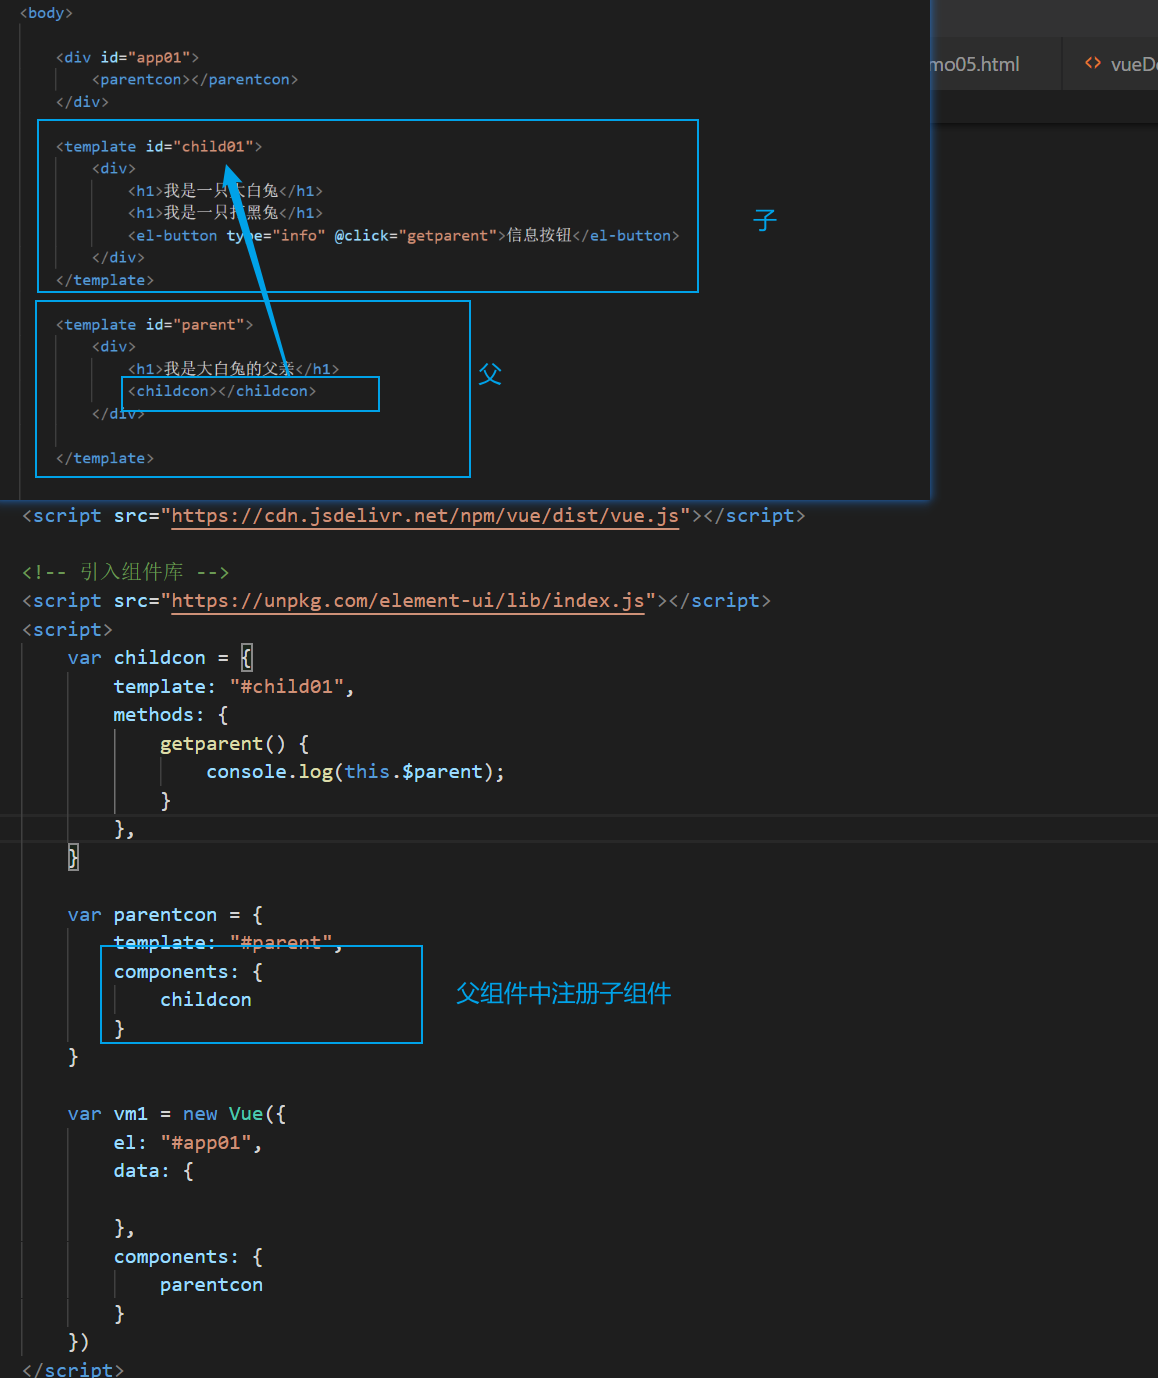 <body>
<div id="app01">
<parentcon></parentcon>
</div>
mo05.html
<> vueD
<template id="child01">
<div>
<h1>我是一只大白兔</h1>
<h1>我是一只 黑兔</h1>
<el-button type="info" @click="getparent">信息按钮</el-button>
</div>
</template>
子
<template id="parent">
<div>
<h1>我是大白兔的父亲</h1>
<childcon></childcon>
</div>
</template>
父
<script src="https://cdn.jsdelivr.net/npm/vue/dist/vue.js"></script>
<!-- 引入组件库 -->
<script src="https://unpkg.com/element-ui/lib/index.js"></script>
<script>
var childcon = {
template: "#child01",
methods: {
getparent() {
console.log(this.$parent);
}
},
}
var parentcon = {
template: "#parent",
components: {
childcon
}
父组件中注册子组件
}
var vm1 = new Vue({
el: "#app01",
data: {
},
components: {
parentcon
}
})
</script>